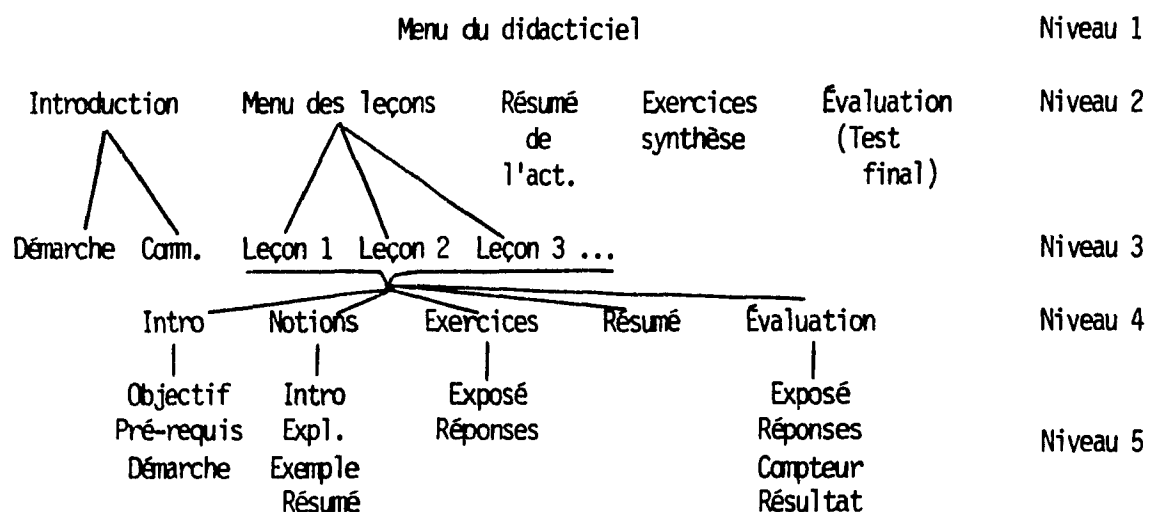 Menu du didacticiel Niveau 1
Introduction Menu des leçons Résumé Exercices Évaluation Niveau 2
de synthèse (Test
l'act. final)
Démarche Comm. Leçon 1 Leçon 2 Leçon 3 ... Niveau 3
Intro Notions Exercices Résumé Évaluation Niveau 4
Objectif Intro Exposé Exposé
Pré-requis Expl. Réponses Réponses Niveau 5
Démarche Exemple Compteur
Résumé Résultat